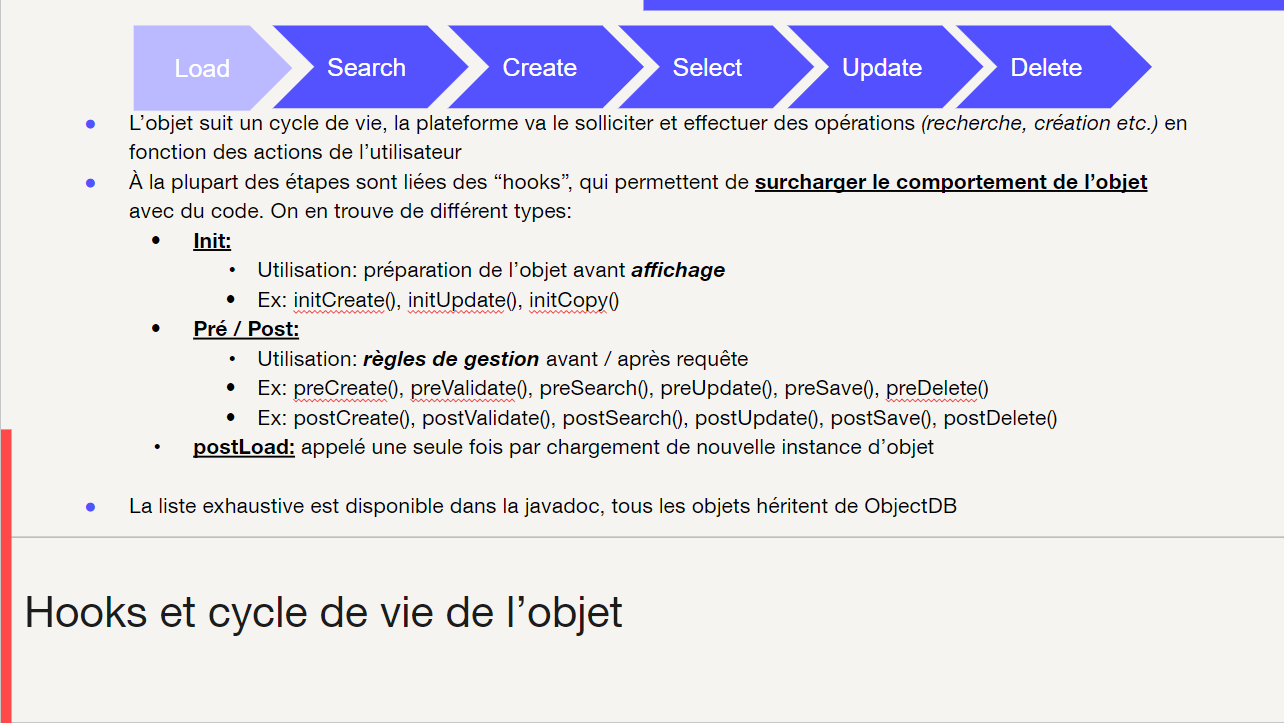 Load Search Create Select Update Delete
L’objet suit un cycle de vie, la plateforme va le solliciter et effectuer des opérations (recherche, création etc.) en
fonction des actions de l’utilisateur
À la plupart des étapes sont liées des “hooks”, qui permettent de surcharger le comportement de l’objet
avec du code. On en trouve de différent types:
Init:
Utilisation: préparation de l’objet avant affichage
Ex: initCreate(), initUpdate(), initCopy()
Pré / Post:
Utilisation: règles de gestion avant / après requête
Ex: preCreate(), preValidate(), preSearch(), preUpdate(), preSave(), preDelete()
Ex: postCreate(), postValidate(), postSearch(), postUpdate(), postSave(), postDelete()
postLoad: appelé une seule fois par chargement de nouvelle instance d’objet
La liste exhaustive est disponible dans la javadoc, tous les objets héritent de ObjectDB
Hooks et cycle de vie de l’objet